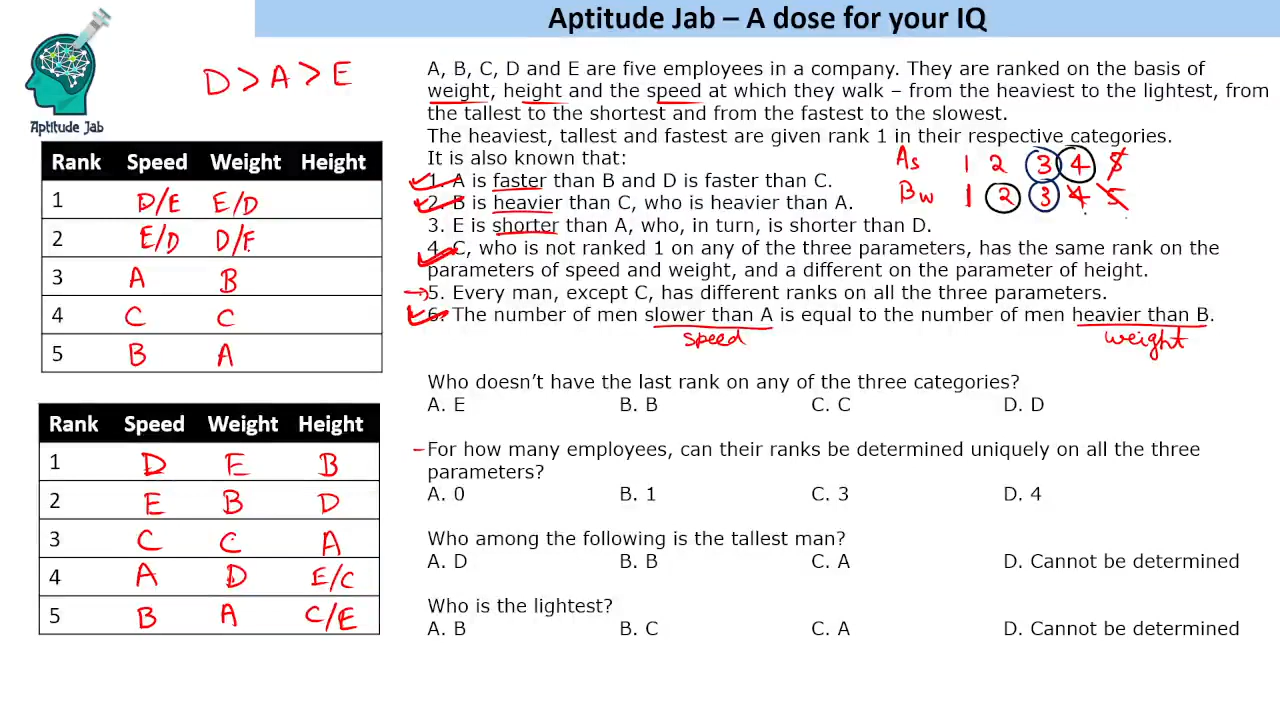 Aptitude Jab – A dose for your IQ
Aptitude Jab
D > A > E
Rank Speed Weight Height
1 D/E E/D
2 E/D D/E
3 A B
4 C C
5 B A
Rank Speed Weight Height
1 D E B
2 E B D
3 C C A
4 A D E/C
5 B A C/E
A, B, C, D and E are five employees in a company. They are ranked on the basis of
weight, height and the speed at which they walk – from the heaviest to the lightest, from
the tallest to the shortest and from the fastest to the slowest.
The heaviest, tallest and fastest are given rank 1 in their respective categories.
It is also known that:
As 1 2 3 4 5
1. A is faster than B and D is faster than C.
Bw 1 2 3 4 5
2. B is heavier than C, who is heavier than A.
3. E is shorter than A, who, in turn, is shorter than D.
4. C, who is not ranked 1 on any of the three parameters, has the same rank on the
parameters of speed and weight, and a different on the parameter of height.
5. Every man, except C, has different ranks on all the three parameters.
6. The number of men slower than A is equal to the number of men heavier than B.
speed weight
Who doesn't have the last rank on any of the three categories?
A. E B. B C. C D. D
For how many employees, can their ranks be determined uniquely on all the three
parameters?
A. 0 B. 1 C. 3 D. 4
Who among the following is the tallest man?
A. D B. B C. A D. Cannot be determined
Who is the lightest?
A. B B. C C. A D. Cannot be determined